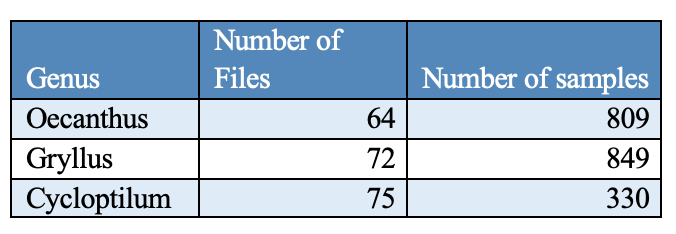 Genus Number of Files Number of samples
Oecanthus 64 809
Gryllus 72 849
Cycloptilum 75 330